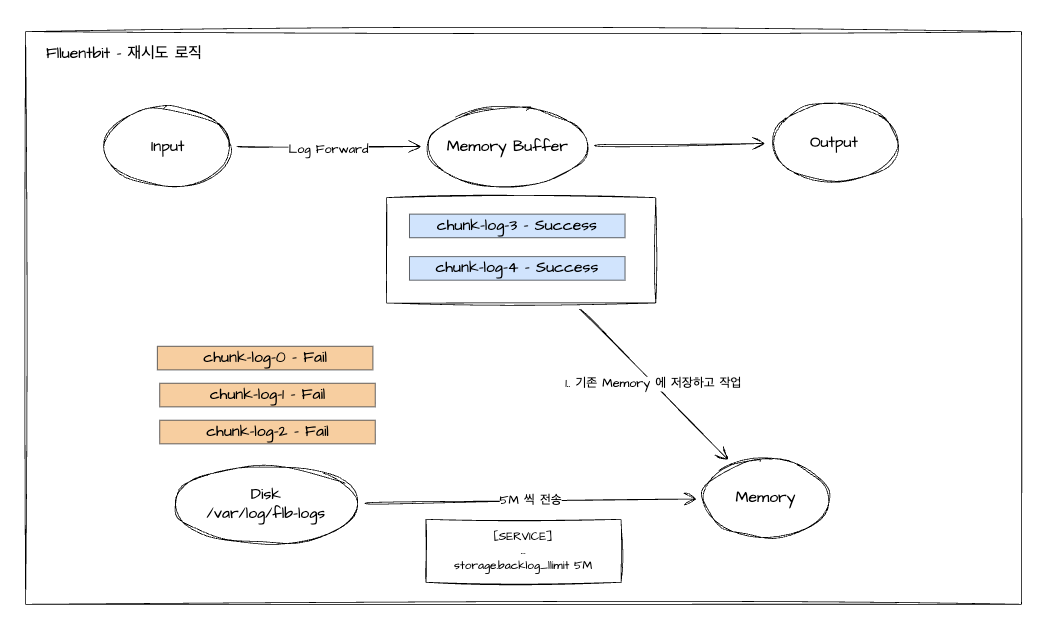 Flluentbit - 재시도 로직
Input
Log Forward
Memory Buffer
Output
chunk-log-3 - Success
chunk-log-4 - Success
chunk-log-0 - Fail
chunk-log-1 - Fail
chunk-log-2 - Fail
1. 기존 Memory 에 저장하고 작업
Disk
/var/log/flb-logs
5M 씩 전송
Memory
[SERVICE]
..
storage.backlog_llimit 5M